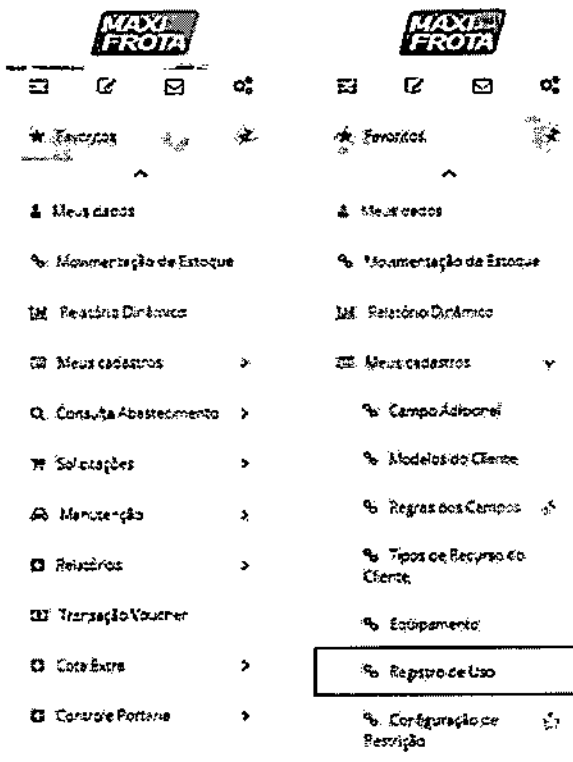 MAXI
FROTA
Favoritos
Meus dados
Movimentação de Estoque
Relatório Dinâmico
Meus cadastros
Consulta Abastecimento
Solicitações
Manutenção
Relatórios
Transação Voucher
Cota Extra
Controle Portaria
MAXI
FROTA
Favoritos
Meus dados
Movimentação de Estoque
Relatório Dinâmico
Meus cadastros
Campo Adicional
Modelos do Cliente
Regras dos Campos
Tipos de Recurso do
Cliente
Equipamento
Registro de Uso
Configuração de
Restrição